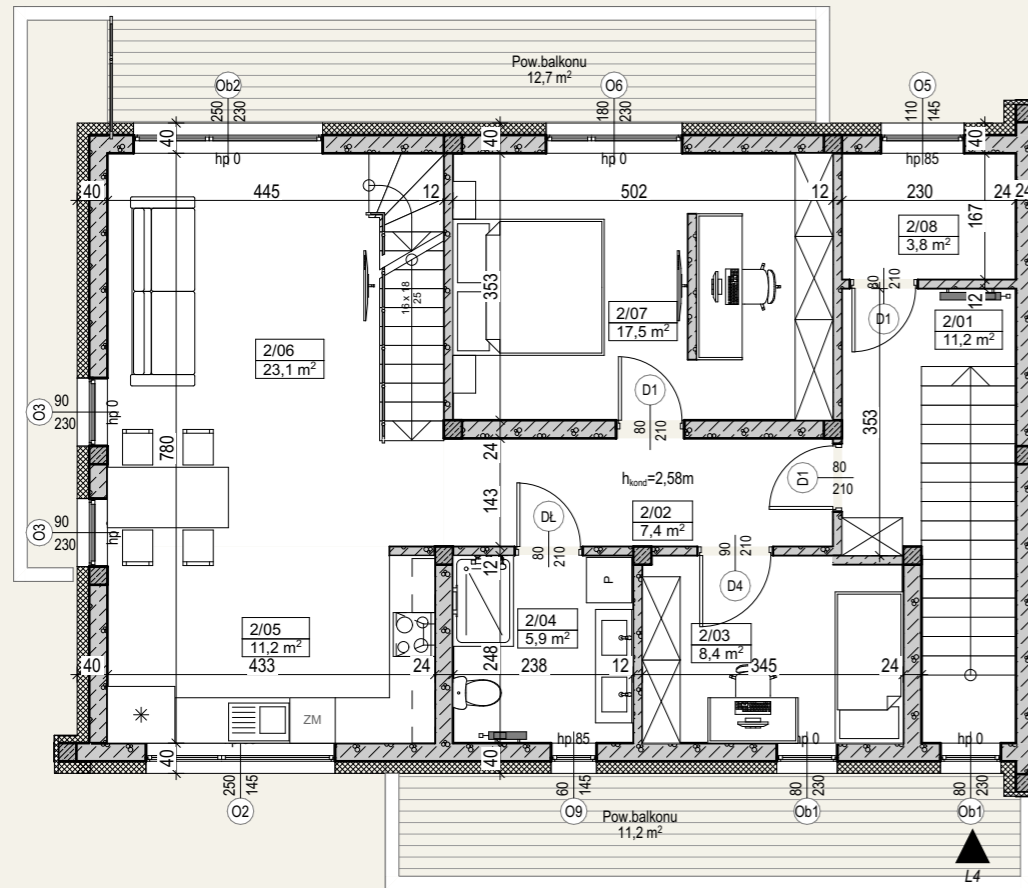 Pow.balkonu
12,7 m²
Ob2
250
230
O6
180
230
O5
110
145
40
40
40
hp 0
hp 0
hp 85
40
445
12
502
12
230
24
24
167
2/08
3,8 m²
80
210
D1
12
2/01
11,2 m²
353
16 x 18
25
2/07
17,5 m²
2/06
23,1 m²
D1
80
210
O3
90
230
hp 0
780
353
24
143
h kond=2,58m
D1
80
210
2/02
7,4 m²
DŁ
80
210
90
210
D4
O3
90
230
hp
12
P
2/04
5,9 m²
2/03
8,4 m²
2/05
11,2 m²
40
433
24
248
238
12
345
24
ZM
hp 85
hp 0
hp 0
40
40
250
145
O2
60
145
O9
80
230
Ob1
80
230
Ob1
Pow.balkonu
11,2 m²
L4